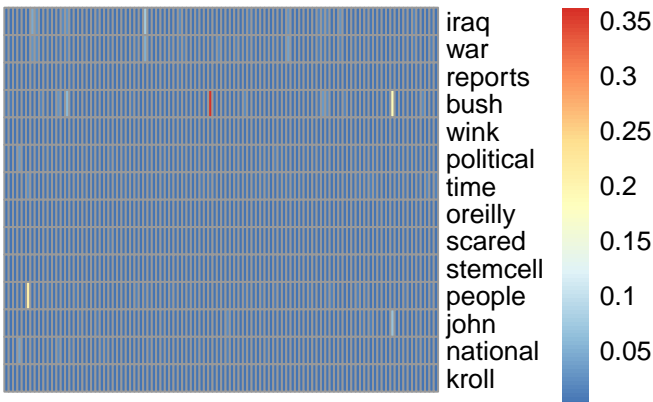 iraq
war
reports
bush
wink
political
time
oreilly
scared
stemcell
people
john
national
kroll
0.35
0.3
0.25
0.2
0.15
0.1
0.05